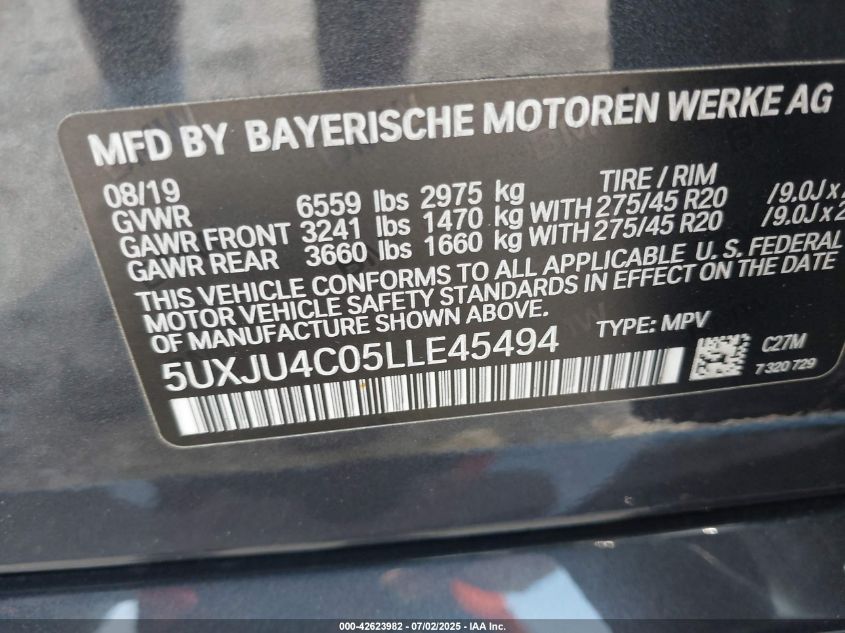 MFD BY BAYERISCHE MOTOREN WERKE AG
08/19 TIRE / RIM
GVWR 6559 lbs 2975 kg
GAWR FRONT 3241 lbs 1470 kg WITH 275/45 R20 /9.0J x
GAWR REAR 3660 lbs 1660 kg WITH 275/45 R20 /9.0J x 2
THIS VEHICLE CONFORMS TO ALL APPLICABLE U. S. FEDERAL
MOTOR VEHICLE SAFETY STANDARDS IN EFFECT ON THE DATE
OF MANUFACTURE SHOWN ABOVE.
5UXJU4C05LLE45494 TYPE: MPV
C27M
7 320 729
000-42623982 - 07/02/2025 - IAA Inc.